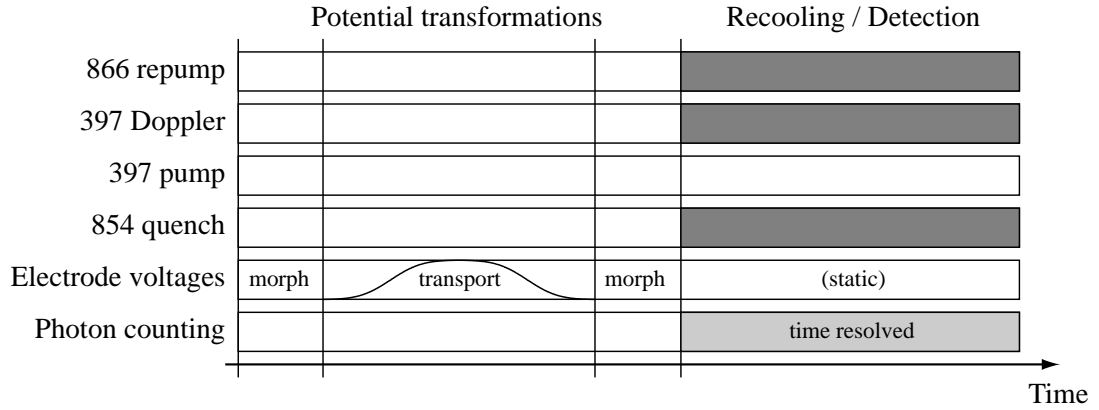 Potential transformations Recooling / Detection
866 repump
397 Doppler
397 pump
854 quench
Electrode voltages morph transport morph (static)
Photon counting time resolved
Time